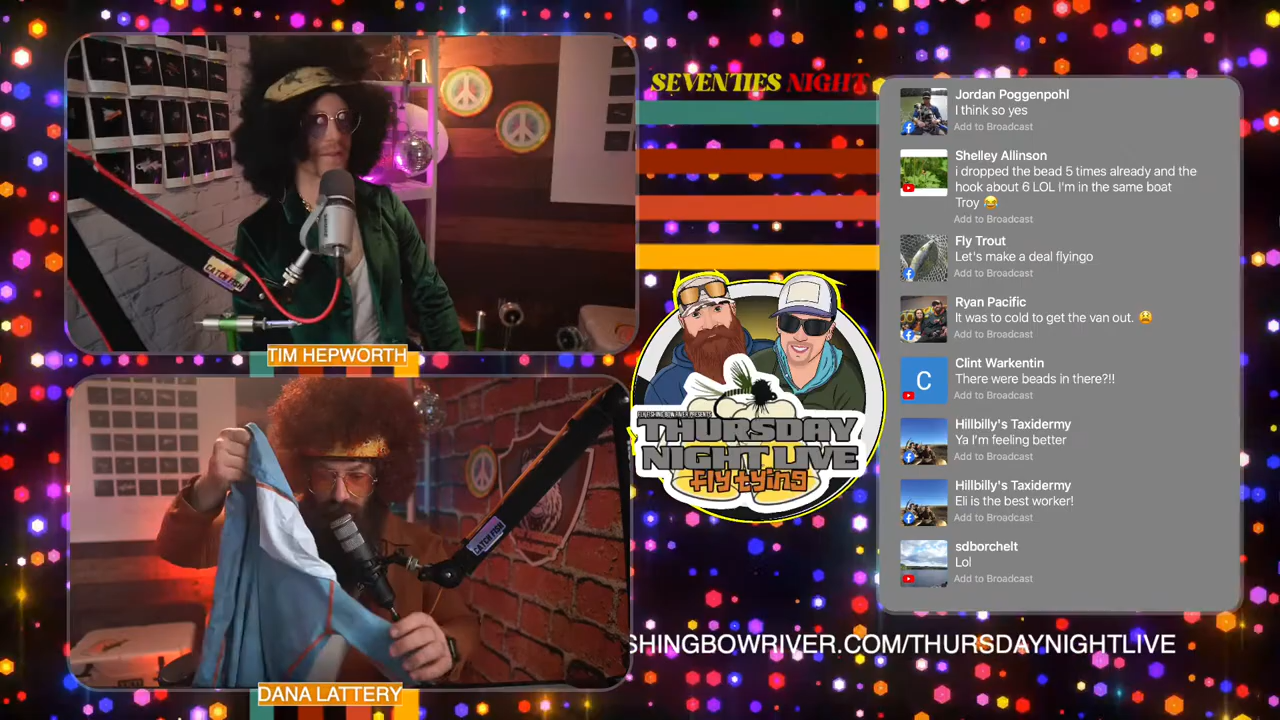 SEVENTIES NIGHT
CATCH FISH
TIM HEPWORTH
CATCH FISH
DANA LATTERY
THURSDAY
NIGHT LIVE
fly tying
Jordan Poggenpohl
I think so yes
Add to Broadcast
Shelley Allinson
i dropped the bead 5 times already and the
hook about 6 LOL i'm in the same boat
Troy 😂
Add to Broadcast
Fly Trout
Let's make a deal flyingo
Add to Broadcast
Ryan Pacific
It was to cold to get the van out. 😫
Add to Broadcast
C
Clint Warkentin
There were beads in there?!!
Add to Broadcast
Hillbilly's Taxidermy
Ya I'm feeling better
Add to Broadcast
Hillbilly's Taxidermy
Eli is the best worker!
Add to Broadcast
sdborchelt
Lol
Add to Broadcast
SHINGBOWRIVER.COM/THURSDAYNIGHTLIVE